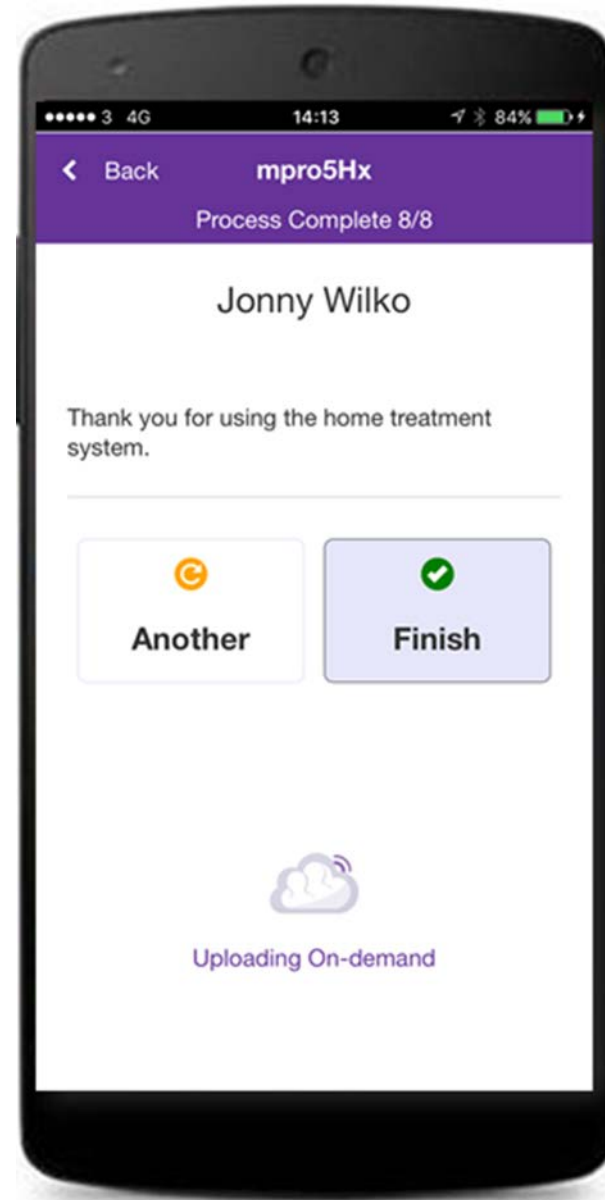 3 4G 14:13 84%
Back mpro5Hx
Process Complete 8/8
Jonny Wilko
Thank you for using the home treatment
system.
Another Finish
Uploading On-demand